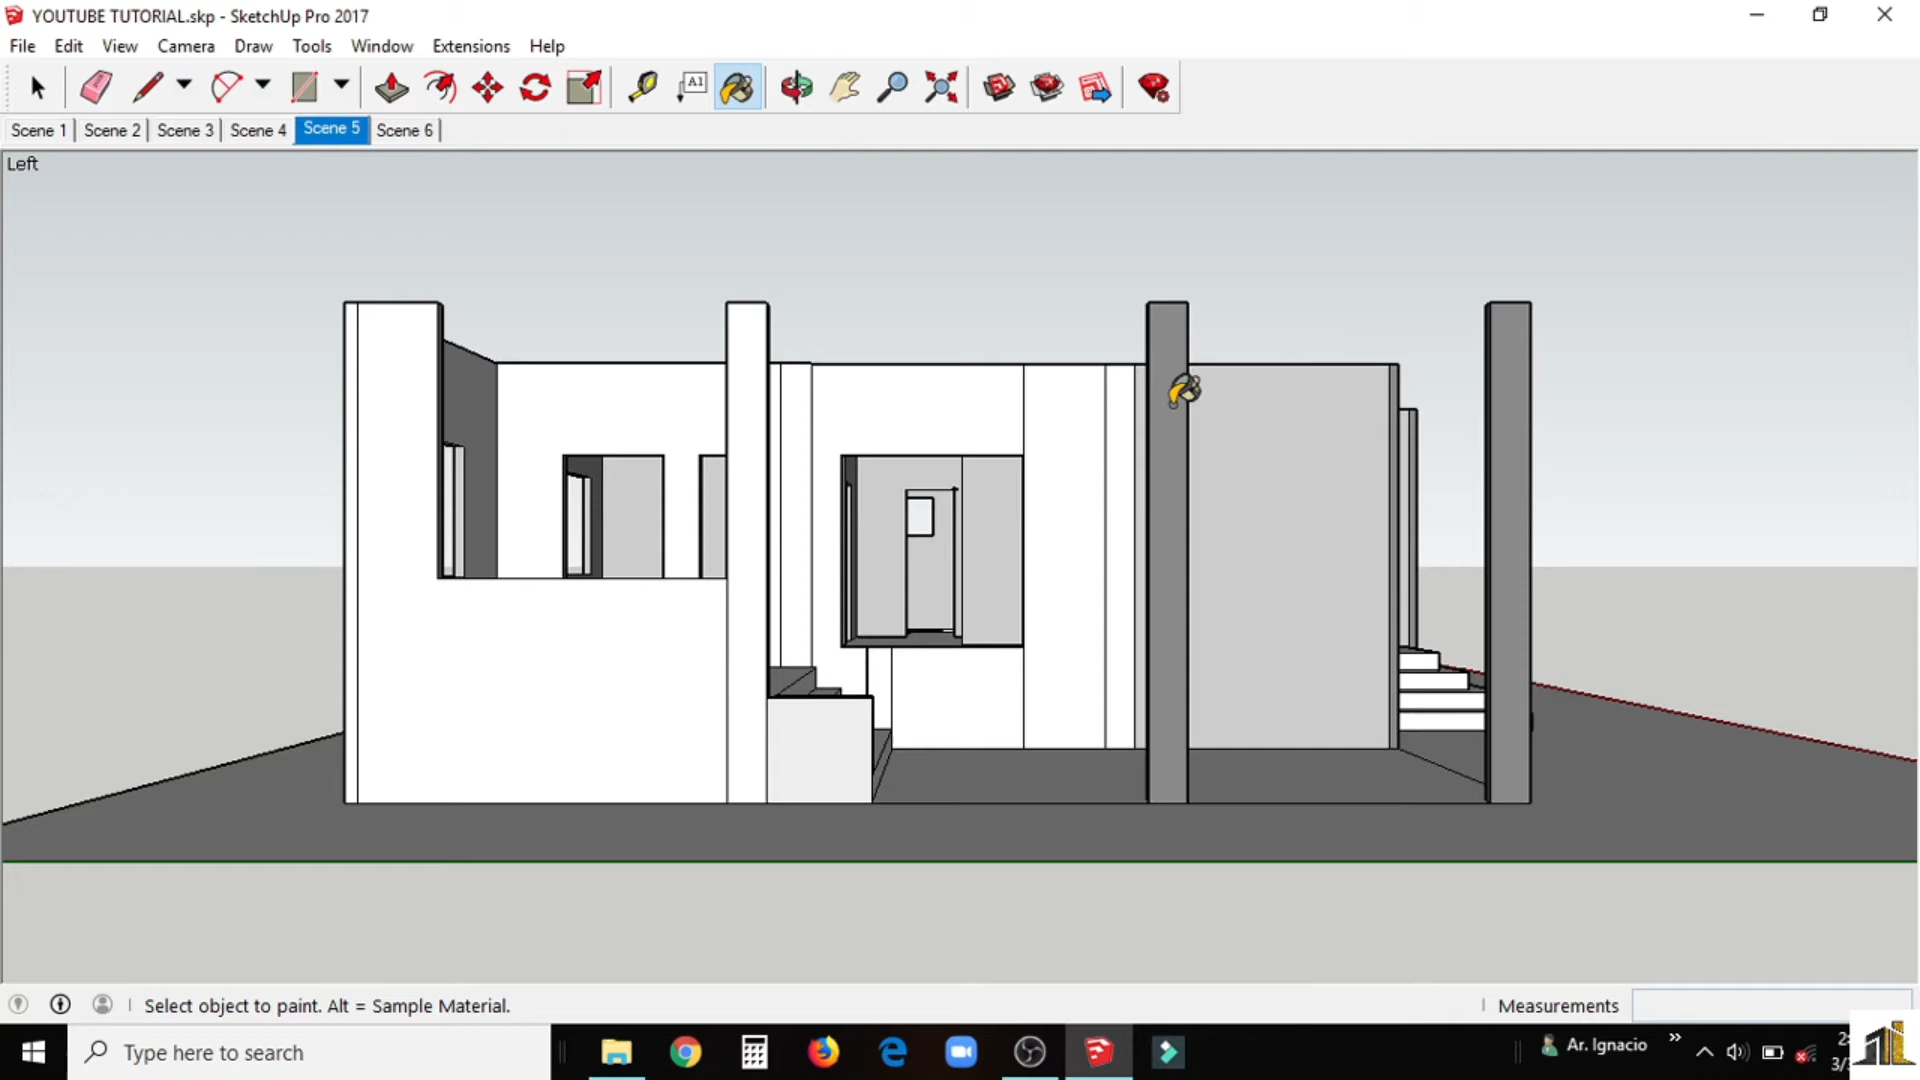 YOUTUBE TUTORIAL.skp - SketchUp Pro 2017
File Edit View Camera Draw Tools Window Extensions Help
A1
Scene 1 Scene 2 Scene 3 Scene 4 Scene 5 Scene 6
Left
Select object to paint. Alt = Sample Material.
Measurements
Type here to search
Ar. Ignacio